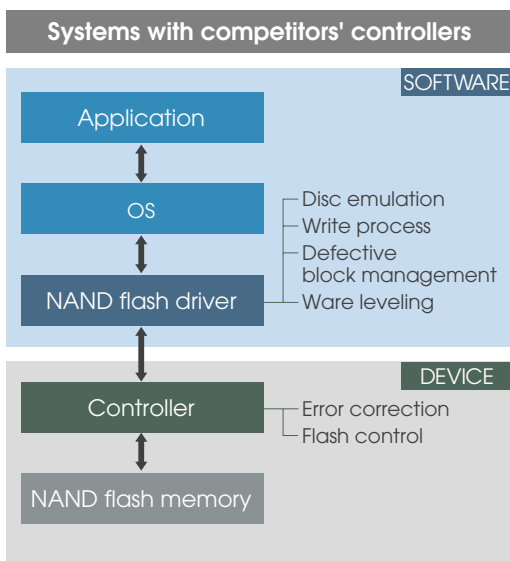 Systems with competitors' controllers
SOFTWARE
Application
OS
NAND flash driver
Disc emulation
Write process
Defective
block management
Ware leveling
DEVICE
Controller
Error correction
Flash control
NAND flash memory